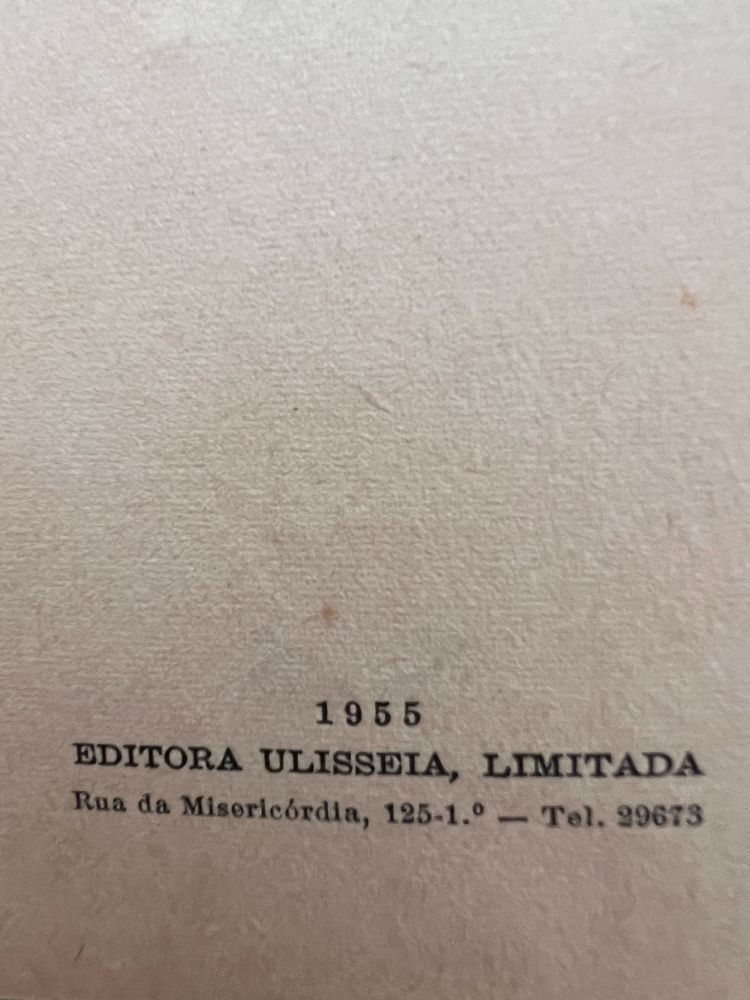 1955
EDITORA ULISSEIA, LIMITADA
Rua da Misericórdia, 125-1.º — Tel. 29673